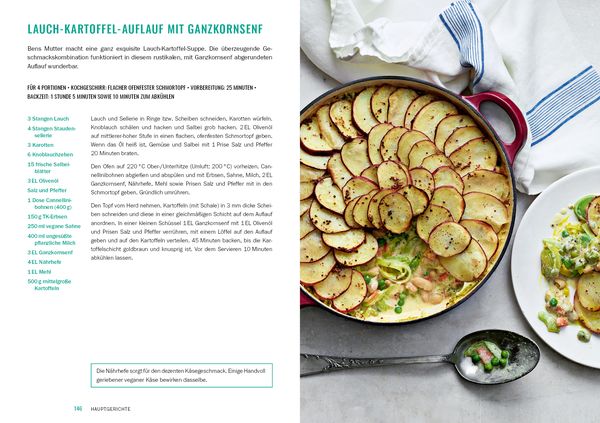 LAUCH-KARTOFFEL-AUFLAUF MIT GANZKORNSENF
Bens Mutter macht eine ganz exquisite Lauch-Kartoffel-Suppe. Die überzeugende Ge-
schmackskombination funktioniert in diesem rustikalen, mit Ganzkornsenf abgerundeten
Auflauf wunderbar.
FÜR 4 PORTIONEN • KOCHGESCHIRR: FLACHER OFENFESTER SCHMORTOPF • VORBEREITUNG: 25 MINUTEN •
BACKZEIT: 1 STUNDE 5 MINUTEN SOWIE 10 MINUTEN ZUM ABKÜHLEN
3 Stangen Lauch
4 Stangen Stauden-
sellerie
3 Karotten
6 Knoblauchzehen
15 frische Salbei-
blätter
3 EL Olivenöl
Salz und Pfeffer
1 Dose Cannellini-
bohnen (400 g)
150 g TK-Erbsen
250 ml vegane Sahne
400 ml ungesüßte
pflanzliche Milch
3 EL Ganzkornsenf
4 EL Nährhefe
1 EL Mehl
500 g mittelgroße
Kartoffeln
Lauch und Sellerie in Ringe bzw. Scheiben schneiden, Karotten würfeln,
Knoblauch schälen und hacken und Salbei grob hacken. 2 EL Olivenöl
auf mittlerer-hoher Stufe in einen flachen, ofenfesten Schmortopf geben.
Wenn das Öl heiß ist, Gemüse und Salbei mit 1 Prise Salz und Pfeffer
20 Minuten braten.
Den Ofen auf 220 °C Ober-/Unterhitze (Umluft: 200 °C) vorheizen. Can-
nellinibohnen abgießen und abspülen und mit Erbsen, Sahne, Milch, 2 EL
Ganzkornsenf, Nährhefe, Mehl sowie Prisen Salz und Pfeffer mit in den
Schmortopf geben. Gründlich umrühren.
Den Topf vom Herd nehmen, Kartoffeln (mit Schale) in 3 mm dicke Schei-
ben schneiden und diese in einer gleichmäßigen Schicht auf dem Auflauf
anordnen. In einer kleinen Schüssel 1 EL Ganzkornsenf mit 1 EL Olivenöl
und Prisen Salz und Pfeffer verrühren, mit einem Löffel auf den Auflauf
geben und auf den Kartoffeln verteilen. 45 Minuten backen, bis die Kar-
toffelschicht goldbraun und knusprig ist. Vor dem Servieren 10 Minuten
abkühlen lassen.
Die Nährhefe sorgt für den dezenten Käsegeschmack. Einige Handvoll
geriebener veganer Käse bewirken dasselbe.
146 HAUPTGERICHTE